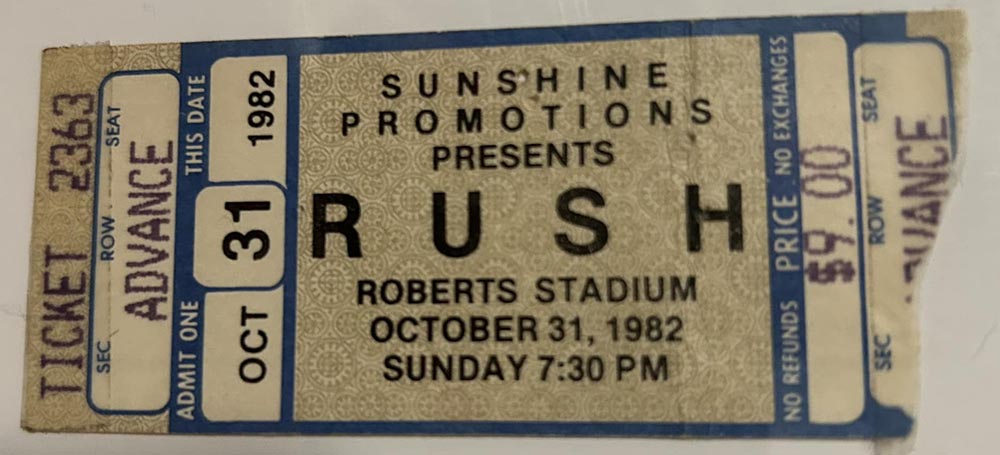 TICKET 2363
SEC ROW SEAT
ADVANCE
ADMIT ONE THIS DATE
OCT 31 1982
SUNSHINE
PROMOTIONS
PRESENTS
RUSH
ROBERTS STADIUM
OCTOBER 31, 1982
SUNDAY 7:30 PM
NO REFUNDS PRICE NO EXCHANGES
$9.00
SEC ROW SEAT
ADVANCE